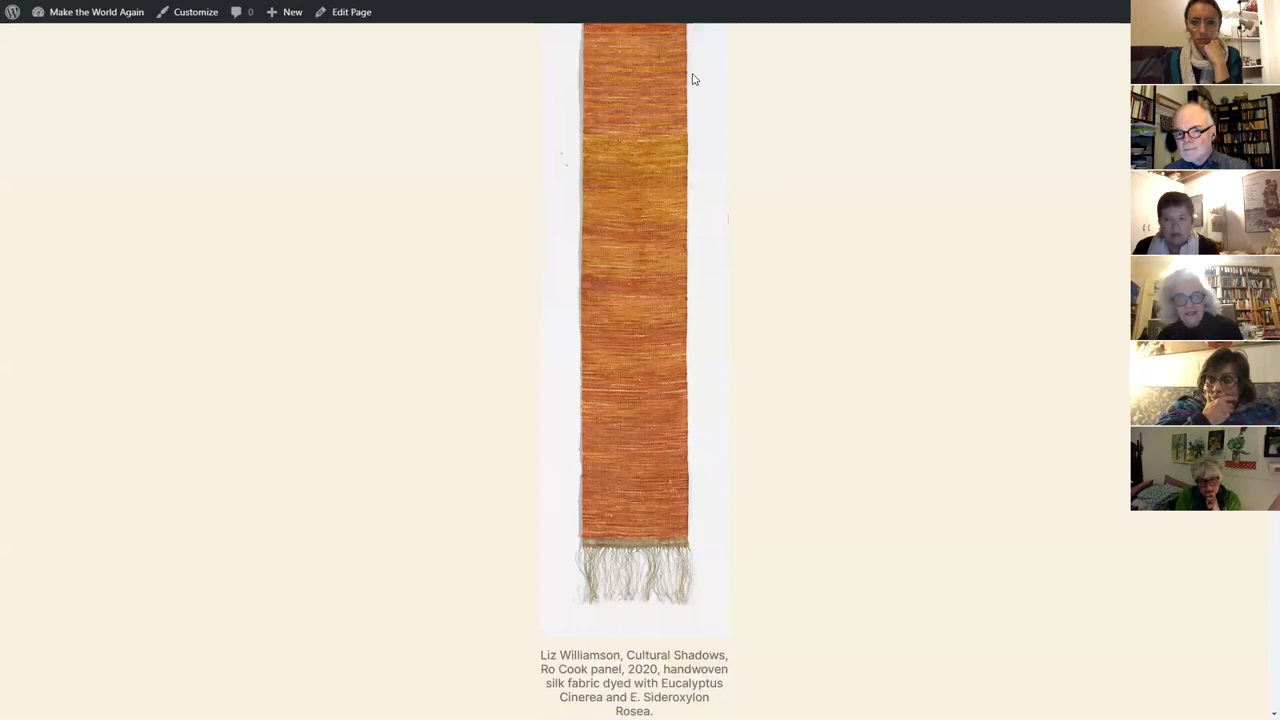 Make the World Again Customize 0 New Edit Page
Liz Williamson, Cultural Shadows,
Ro Cook panel, 2020, handwoven
silk fabric dyed with Eucalyptus
Cinerea and E. Sideroxylon
Rosea.